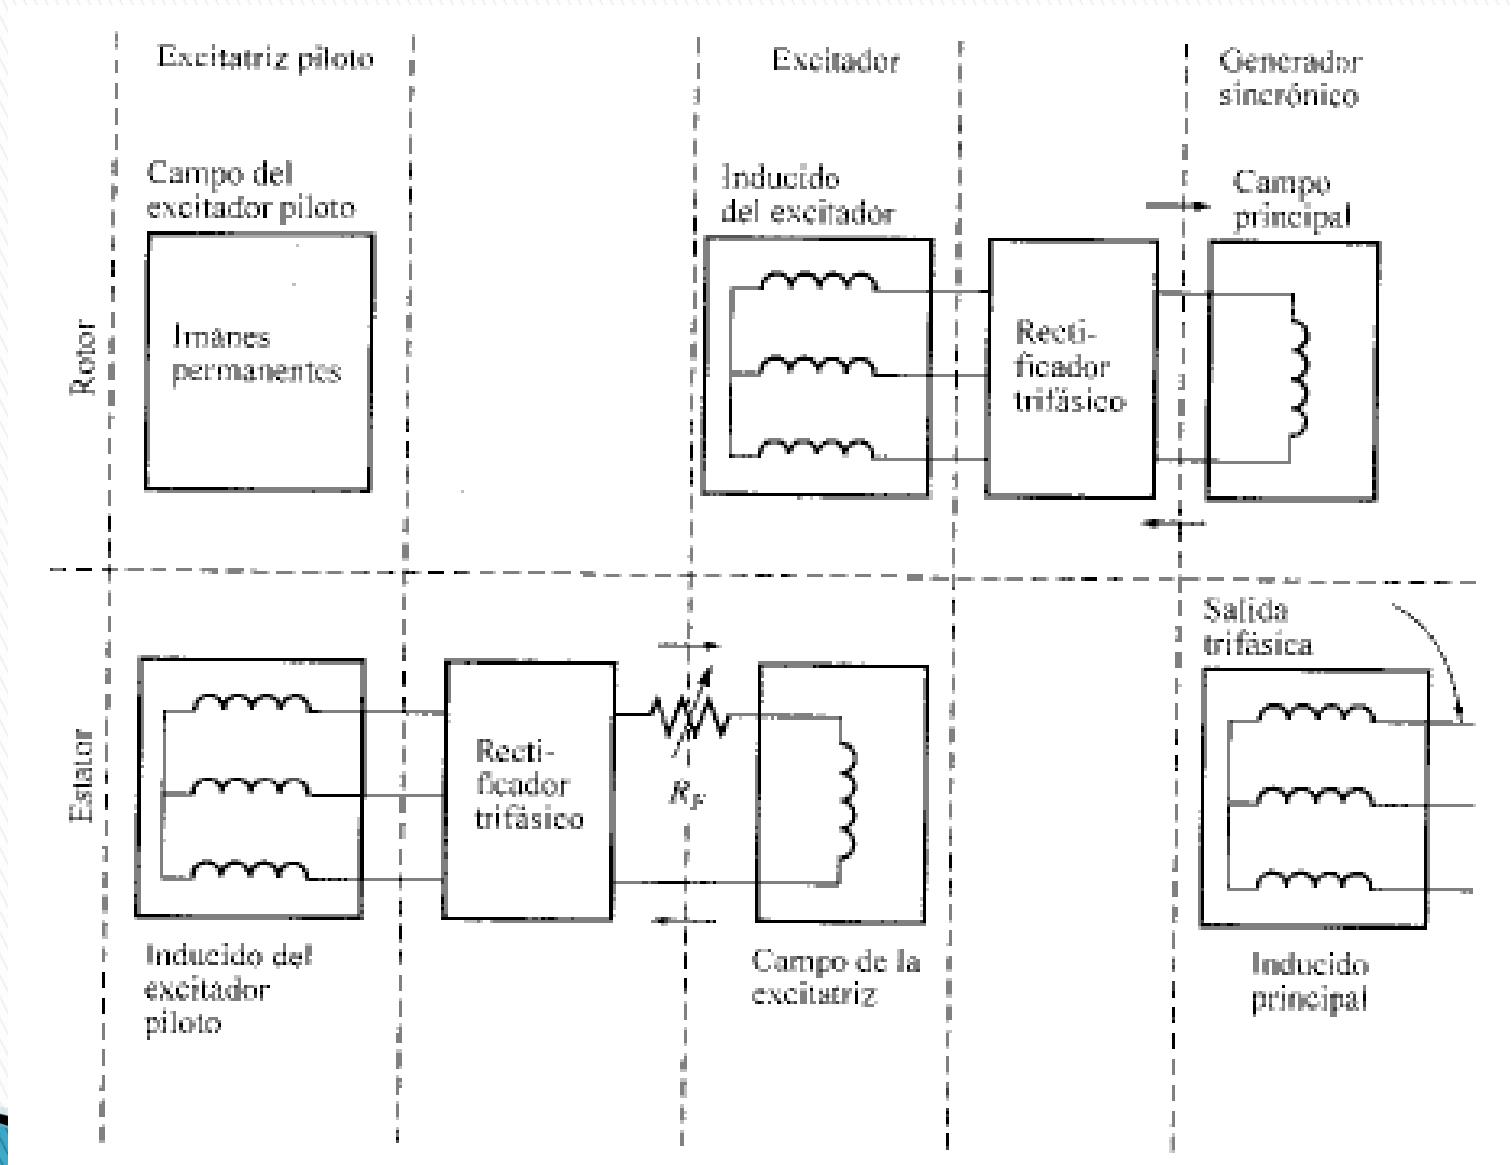 Excitatriz piloto
Excitador
Generador
sincrónico
Campo del
excitador piloto
Inducido
del excitador
Campo
principal
Rotor
Imanes
permanentes
Recti-
ficador
trifásico
Salida
trifásica
Estator
Recti-
ficador
trifásico
RF
Inducido del
excitador
piloto
Campo de la
excitatriz
Inducido
principal